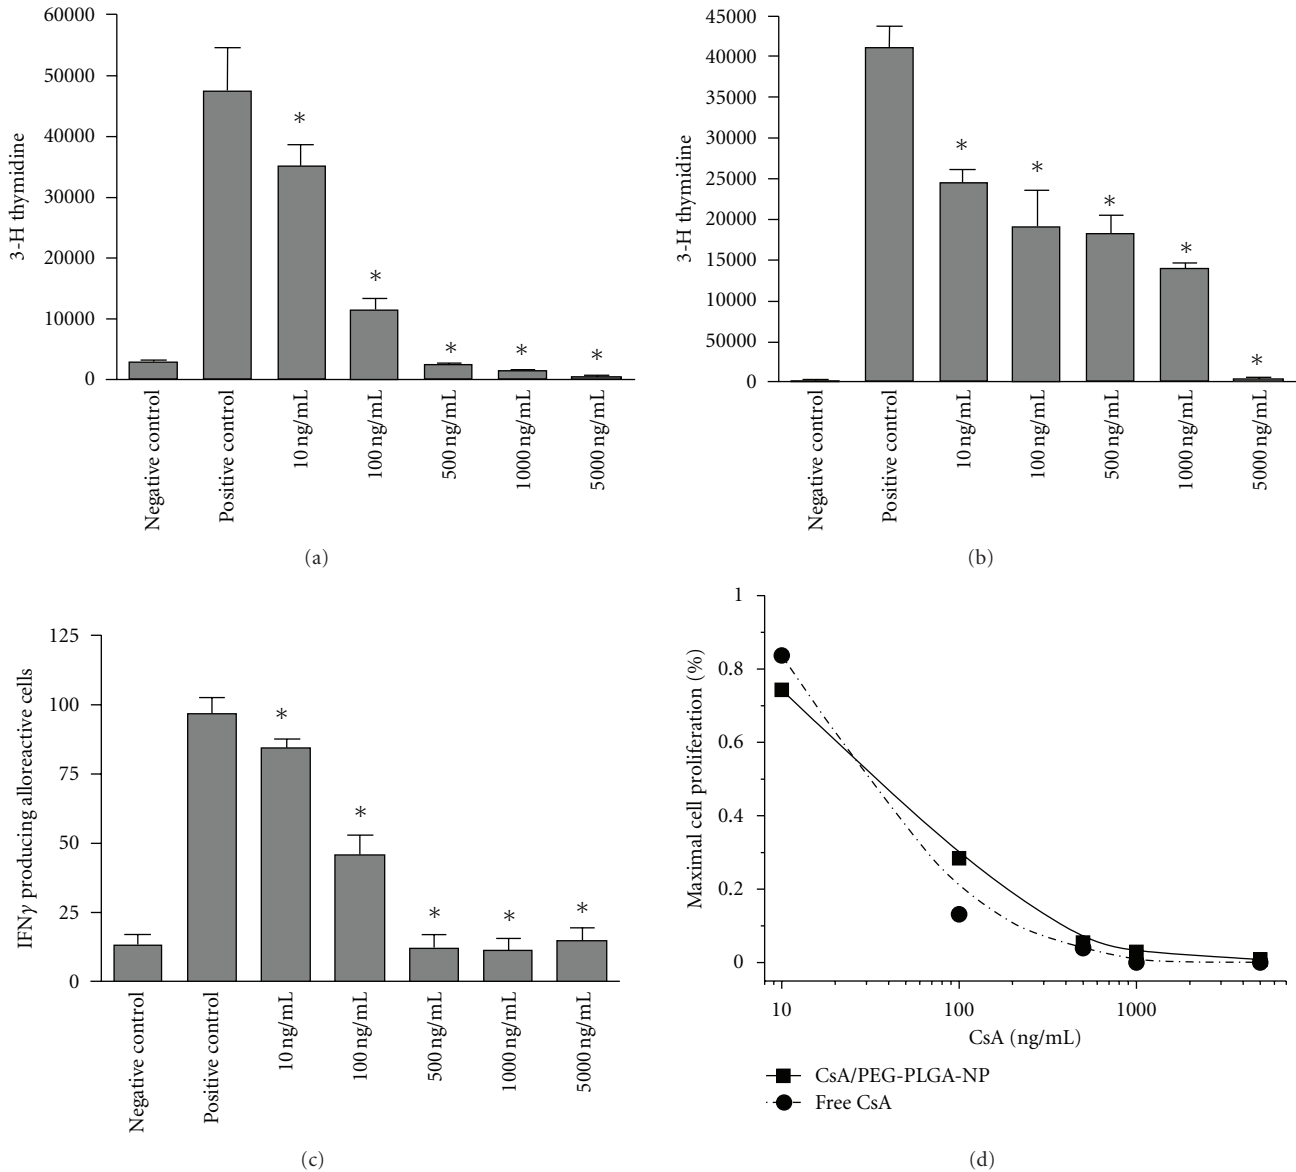 60000
50000
40000
30000
20000
10000
0
3-H thymidine
Negative control
Positive control
10 ng/mL
100 ng/mL
500 ng/mL
1000 ng/mL
5000 ng/mL
* * * * *
(a)
45000
40000
35000
30000
25000
20000
15000
10000
50000
0
3-H thymidine
Negative control
Positive control
10 ng/mL
100 ng/mL
500 ng/mL
1000 ng/mL
5000 ng/mL
* * * * *
(b)
125
100
75
50
25
0
IFNγ producing alloreactive cells
Negative control
Positive control
10 ng/mL
100 ng/mL
500 ng/mL
1000 ng/mL
5000 ng/mL
* * * * *
(c)
1
0.8
0.6
0.4
0.2
0
Maximal cell proliferation (%)
10 100 1000
CsA (ng/mL)
CsA/PEG-PLGA-NP
Free CsA
(d)